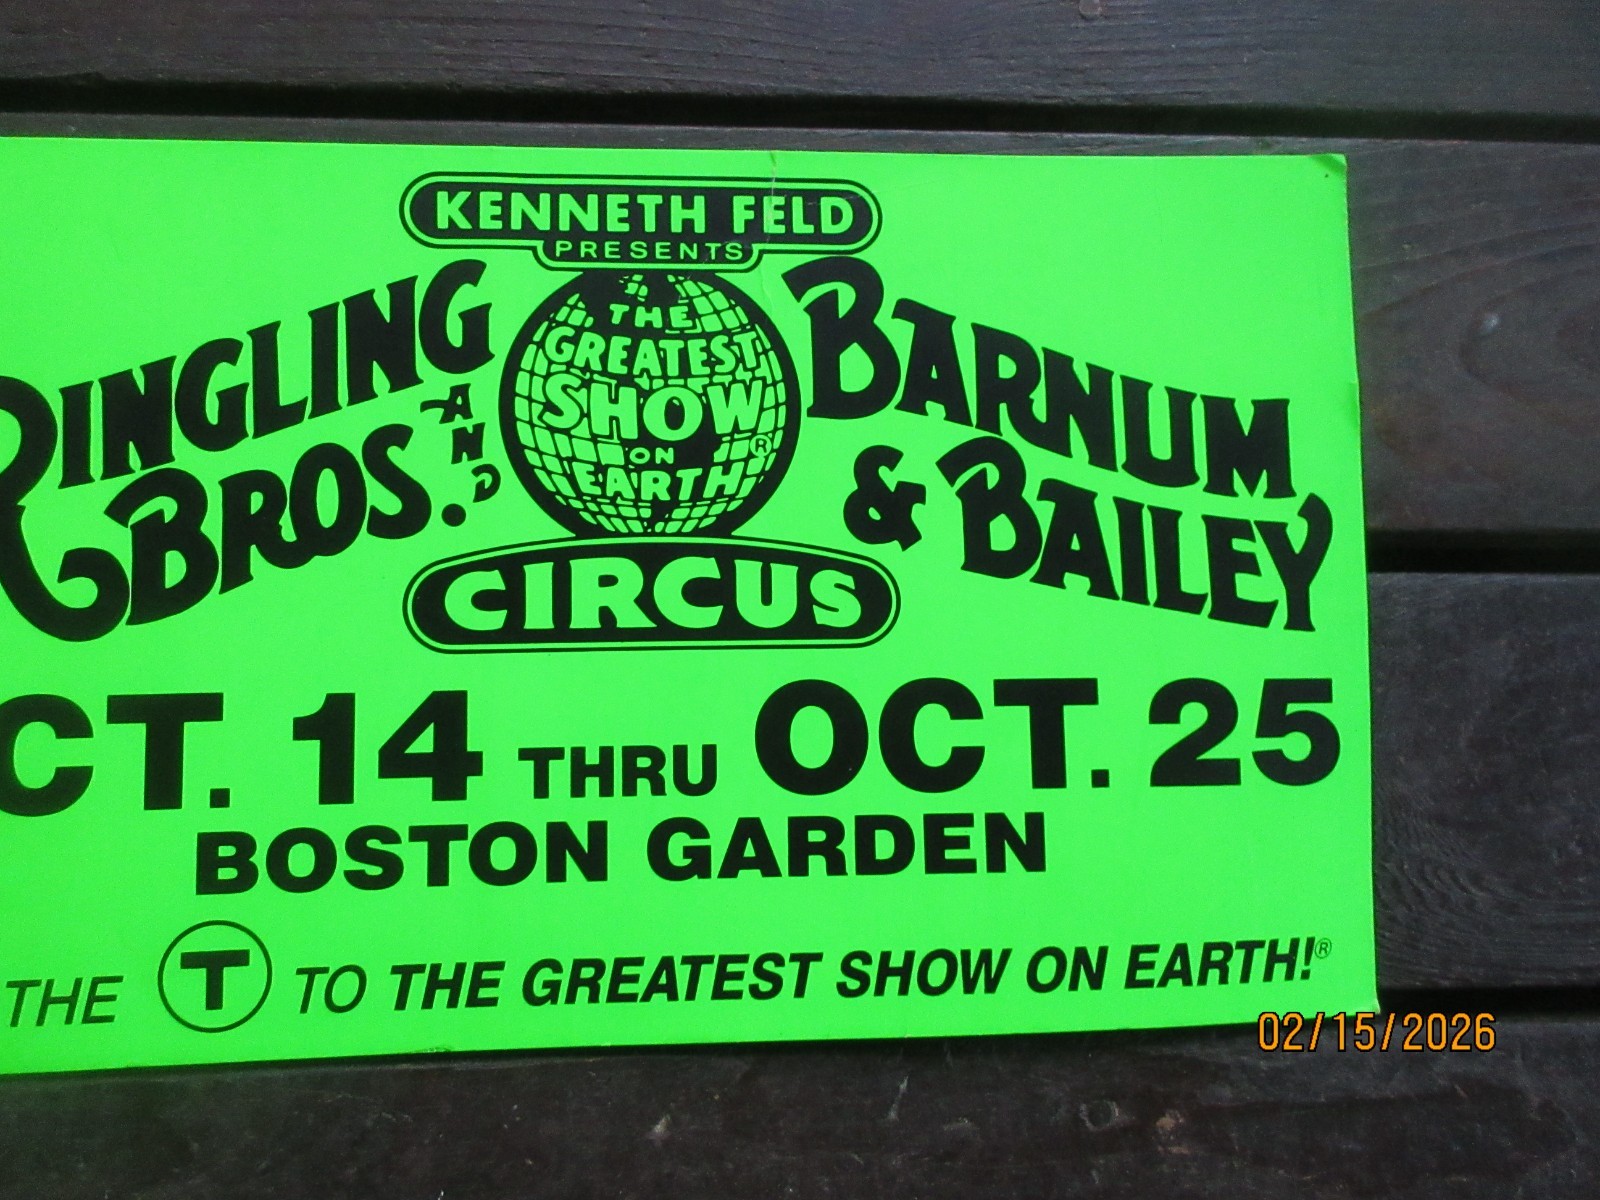 KENNETH FELD
PRESENTS
RINGLING
BROS. AND
THE
GREATEST
SHOW
ON
EARTH®
BARNUM
& BAILEY
CIRCUS
CT. 14 THRU OCT. 25
BOSTON GARDEN
THE T TO THE GREATEST SHOW ON EARTH!®
02/15/2026